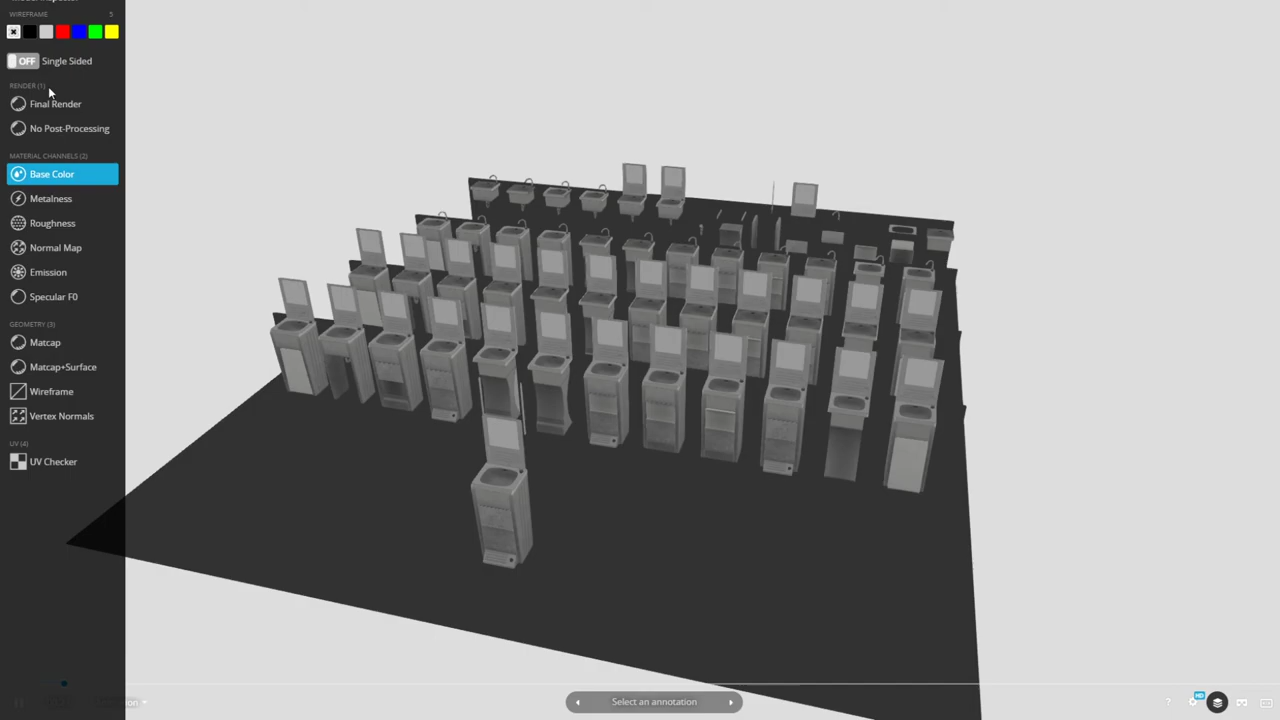 WIREFRAME 5
OFF Single Sided
RENDER (1)
Final Render
No Post-Processing
MATERIAL CHANNELS (2)
Base Color
Metalness
Roughness
Normal Map
Emission
Specular F0
GEOMETRY (3)
Matcap
Matcap+Surface
Wireframe
Vertex Normals
UV (4)
UV Checker
Select an annotation
? HD